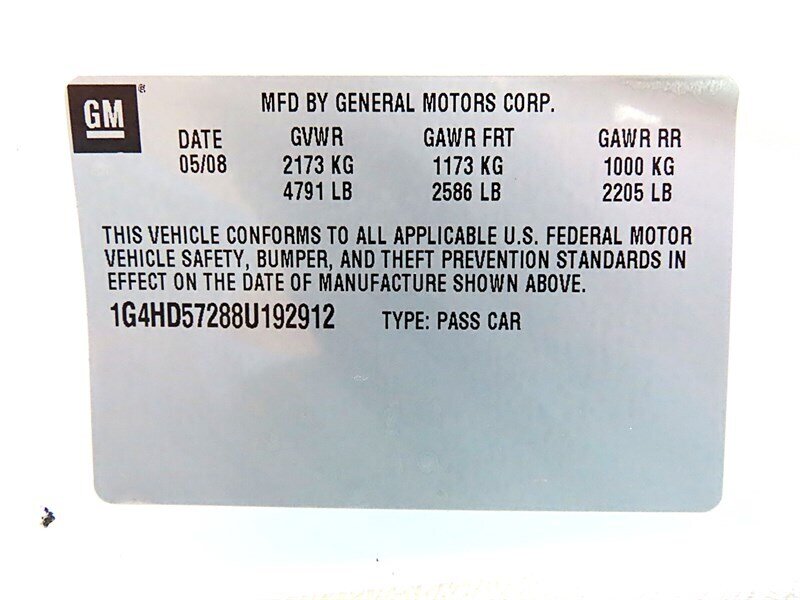 GM ®
MFD BY GENERAL MOTORS CORP.
DATE GVWR GAWR FRT GAWR RR
05/08 2173 KG 1173 KG 1000 KG
4791 LB 2586 LB 2205 LB
THIS VEHICLE CONFORMS TO ALL APPLICABLE U.S. FEDERAL MOTOR
VEHICLE SAFETY, BUMPER, AND THEFT PREVENTION STANDARDS IN
EFFECT ON THE DATE OF MANUFACTURE SHOWN ABOVE.
1G4HD57288U192912 TYPE: PASS CAR